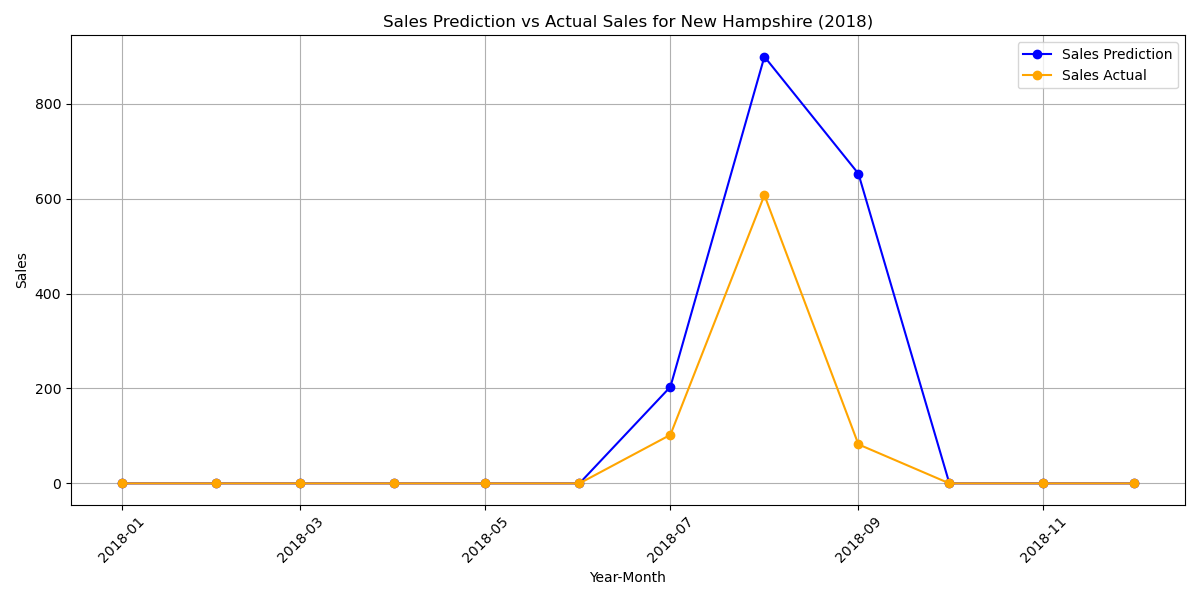 Sales Prediction vs Actual Sales for New Hampshire (2018)
Sales Prediction
Sales Actual
Sales
800
600
400
200
0
2018-01
2018-03
2018-05
2018-07
2018-09
2018-11
Year-Month